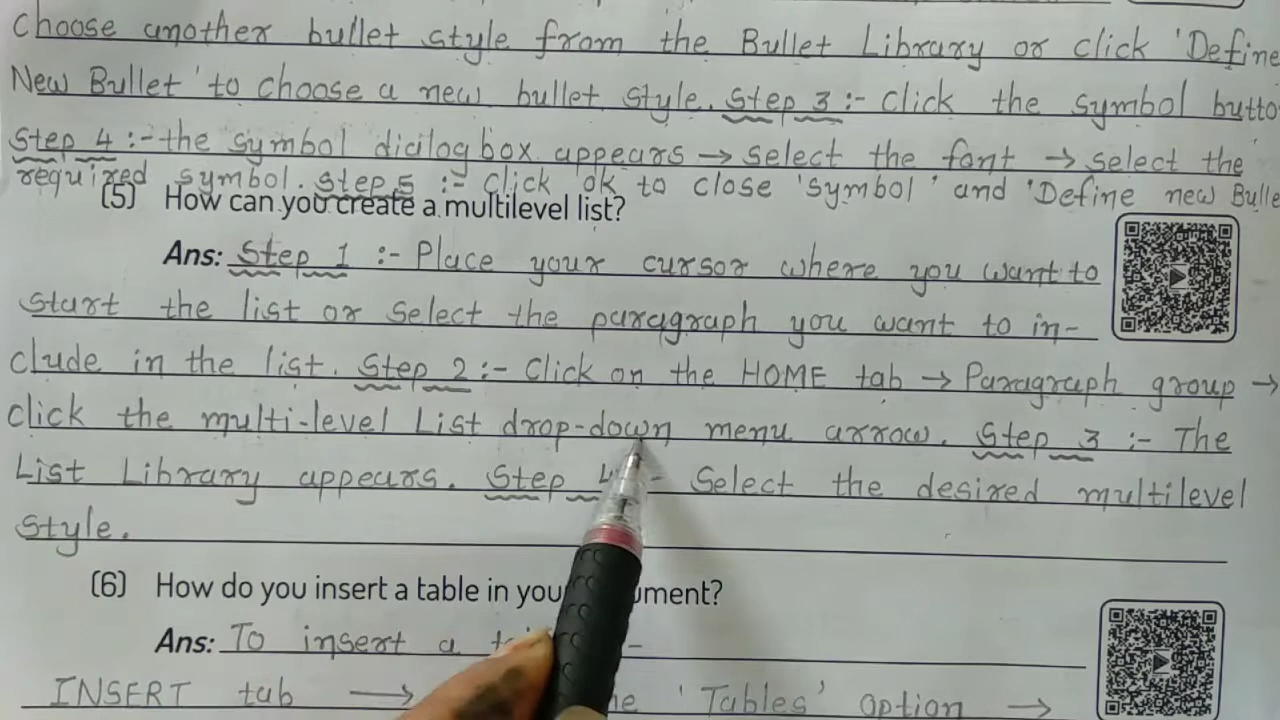 Choose another bullet style from the Bullet Library or click 'Define
New Bullet' to choose a new bullet style. Step 3 :- Click the symbol butto
Step 4 :- the symbol dialog box appears → select the font → select the
required symbol. Step 5 :- Click ok to close 'symbol' and 'Define new Bulle
(5) How can you create a multilevel list?
Ans: Step 1 :- Place your cursor where you want to
start the list or select the paragraph you want to in-
clude in the list. Step 2 :- Click on the HOME tab → Paragraph group →
click the multi-level List drop-down menu arrow. Step 3 :- The
List Library appears. Step 4 :- Select the desired multilevel
style.
(6) How do you insert a table in you ument?
Ans: To insert a
INSERT tab → 'Tables' option →